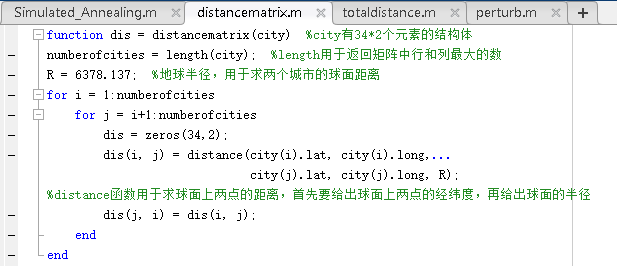 Simulated_Annealing.m × distancematrix.m × totaldistance.m × perturb.m × +
function dis = distancematrix(city) %city有34*2个元素的结构体
numberofcities = length(city); %length用于返回矩阵中行和列最大的数
R = 6378.137; %地球半径，用于求两个城市的球面距离
for i = 1:numberofcities
for j = i+1:numberofcities
dis = zeros(34,2);
dis(i, j) = distance(city(i).lat, city(i).long,...
city(j).lat, city(j).long, R);
%distance函数用于求球面上两点的距离，首先要给出球面上两点的经纬度，再给出球面的半径
dis(j, i) = dis(i, j);
end
end